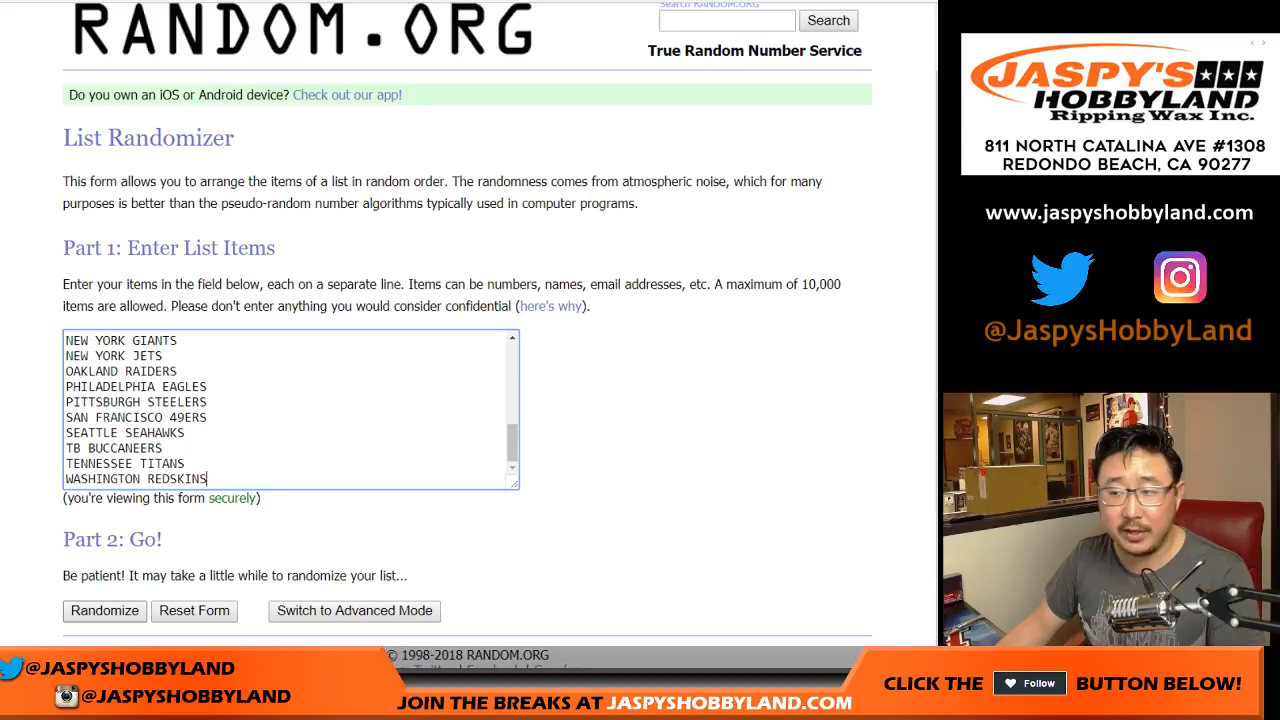 Search RANDOM.ORG
RANDOM.ORG
Search
True Random Number Service
Do you own an iOS or Android device? Check out our app!
List Randomizer
This form allows you to arrange the items of a list in random order. The randomness comes from atmospheric noise, which for many
purposes is better than the pseudo-random number algorithms typically used in computer programs.
Part 1: Enter List Items
Enter your items in the field below, each on a separate line. Items can be numbers, names, email addresses, etc. A maximum of 10,000
items are allowed. Please don't enter anything you would consider confidential (here's why).
NEW YORK GIANTS
NEW YORK JETS
OAKLAND RAIDERS
PHILADELPHIA EAGLES
PITTSBURGH STEELERS
SAN FRANCISCO 49ERS
SEATTLE SEAHAWKS
TB BUCCANEERS
TENNESSEE TITANS
WASHINGTON REDSKINS
(you're viewing this form securely)
Part 2: Go!
Be patient! It may take a little while to randomize your list...
Randomize
Reset Form
Switch to Advanced Mode
© 1998-2018 RANDOM.ORG
JASPY'S
HOBBYLAND
Ripping Wax Inc.
811 NORTH CATALINA AVE #1308
REDONDO BEACH, CA 90277
www.jaspyshobbyland.com
@JaspysHobbyLand
@JASPYSHOBBYLAND
@JASPYSHOBBYLAND
JOIN THE BREAKS AT JASPYSHOBBYLAND.COM
CLICK THE Follow BUTTON BELOW!